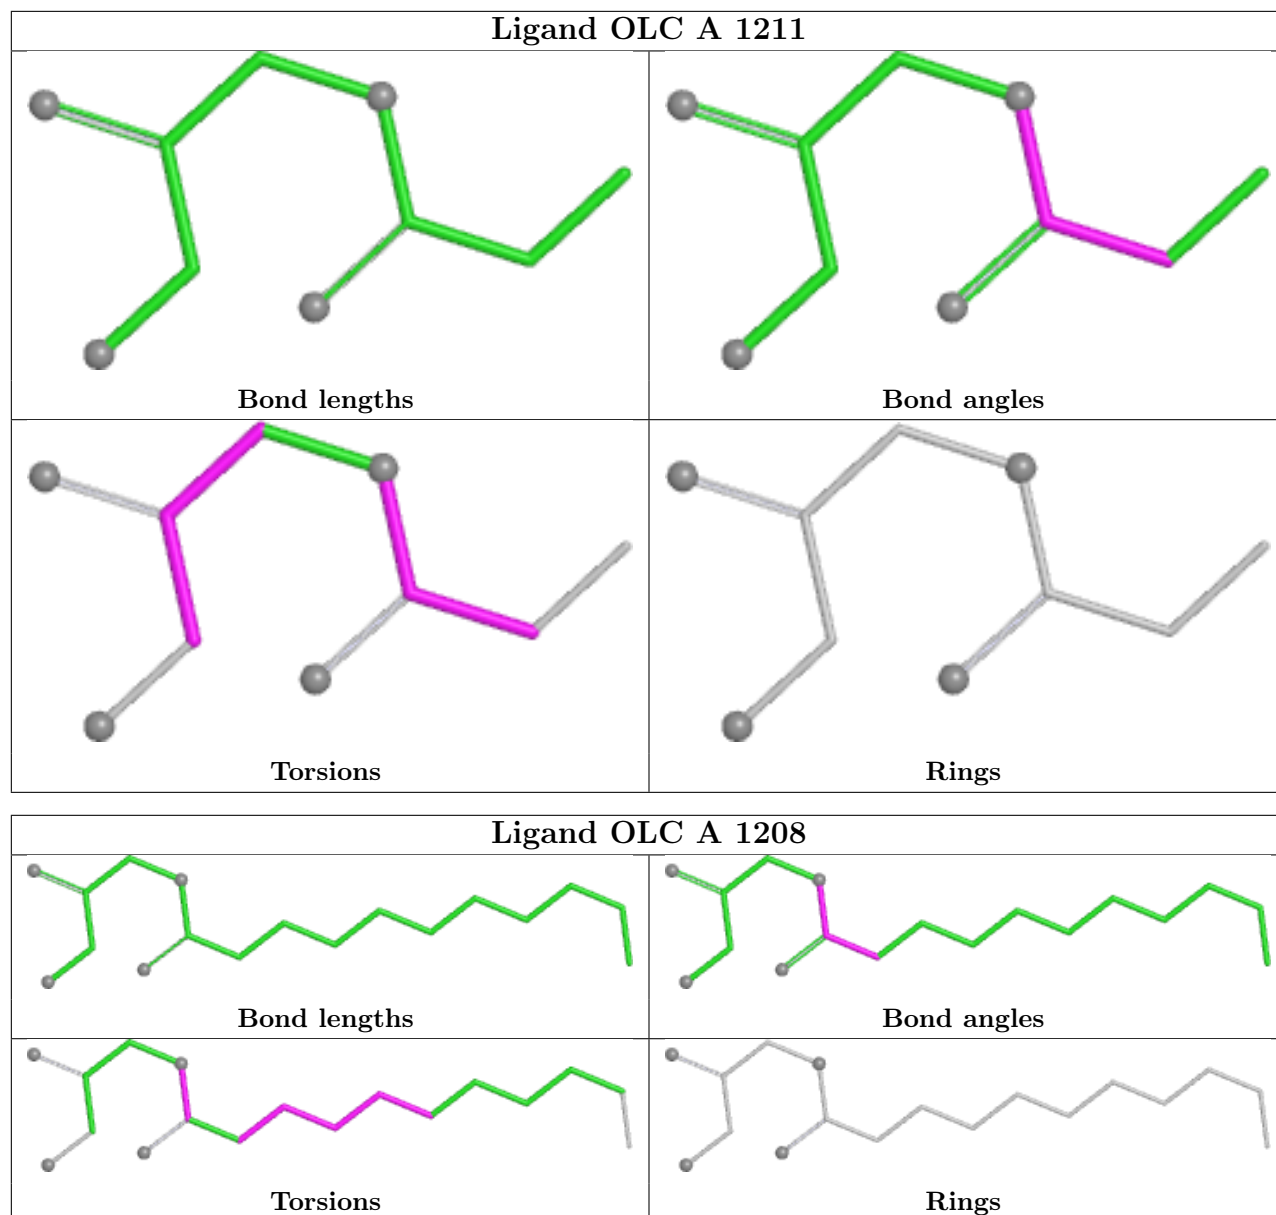 Ligand OLC A 1211
Bond lengths
Bond angles
Torsions
Rings
Ligand OLC A 1208
Bond lengths
Bond angles
Torsions
Rings